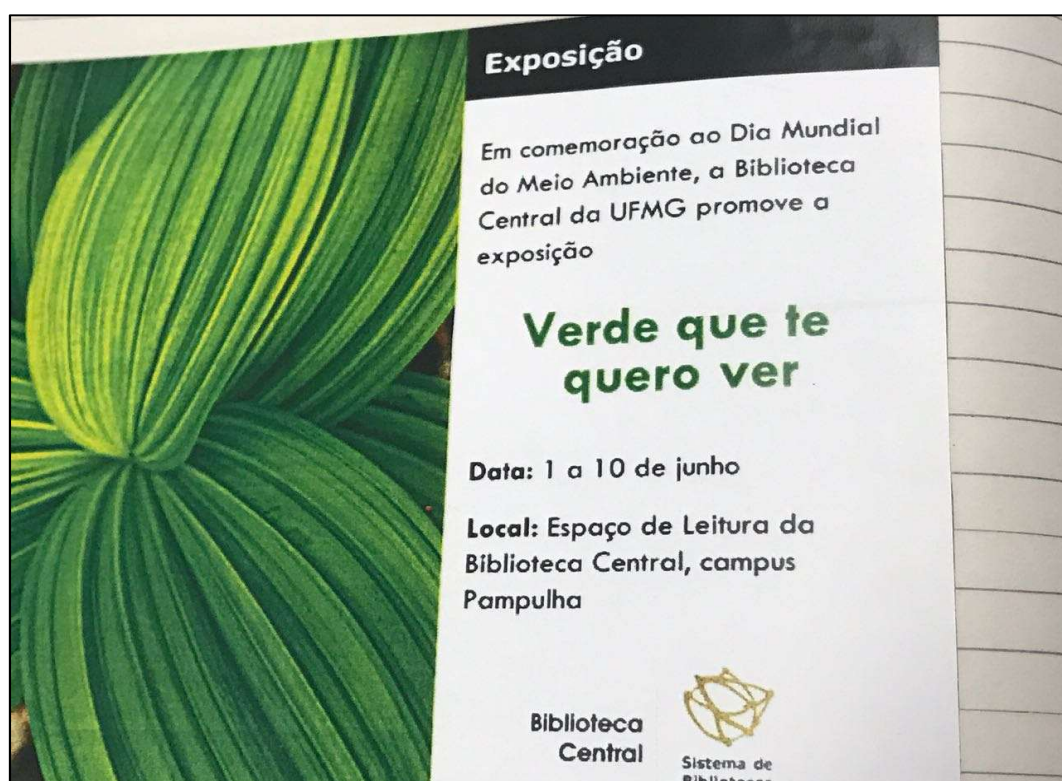 Exposição
Em comemoração ao Dia Mundial
do Meio Ambiente, a Biblioteca
Central da UFMG promove a
exposição
Verde que te
quero ver
Data: 1 a 10 de junho
Local: Espaço de Leitura da
Biblioteca Central, campus
Pampulha
Biblioteca
Central
Sistema de